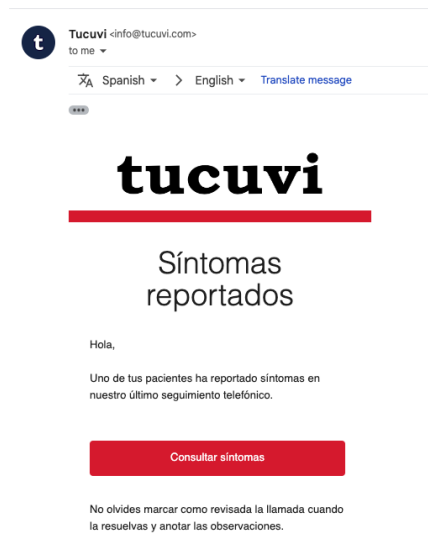 t
Tucuvi <info@tucuvi.com>
to me
Spanish > English Translate message
tucuvi
Síntomas
reportados
Hola,
Uno de tus pacientes ha reportado síntomas en
nuestro último seguimiento telefónico.
Consultar síntomas
No olvides marcar como revisada la llamada cuando
la resuelvas y anotar las observaciones.